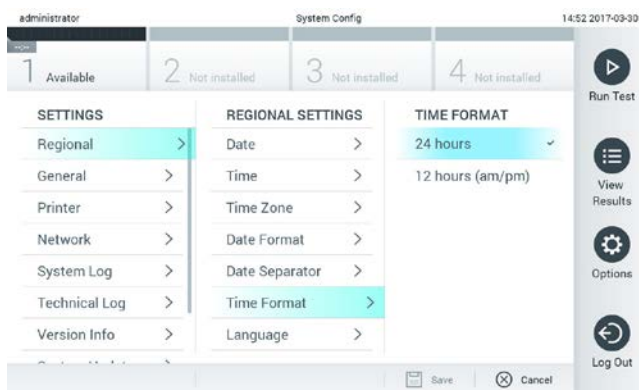 administrator System Config 14:52 2017-03-30
1 Available 2 Not installed 3 Not installed 4 Not installed
Run Test
SETTINGS REGIONAL SETTINGS TIME FORMAT
Regional Date 24 hours
General Time 12 hours (am/pm)
View
Results
Printer Time Zone
Network Date Format
System Log Date Separator
Options
Technical Log Time Format
Version Info Language
Log Out
Save Cancel